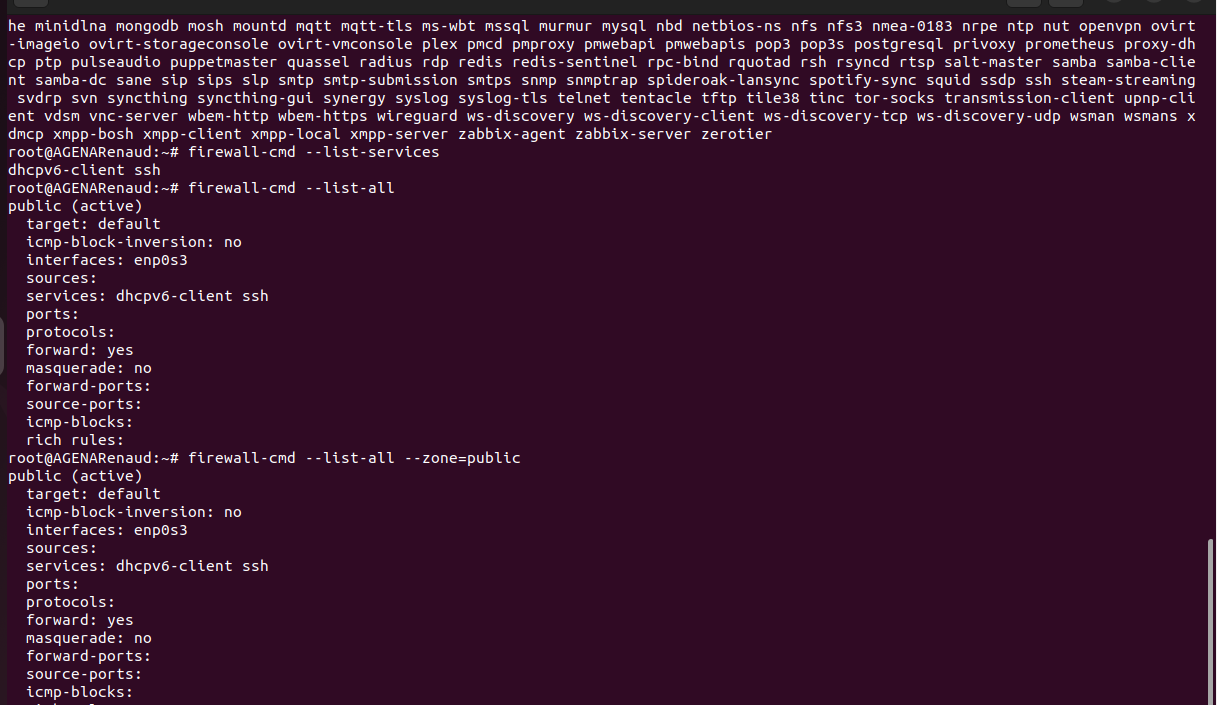 he minidlna mongodb mosh mountd mqtt mqtt-tls ms-wbt mssql murmur mysql nbd netbios-ns nfs nfs3 nmea-0183 nrpe ntp nut openvpn ovirt
-imageio ovirt-storageconsole ovirt-vmconsole plex pmcd pmproxy pmwebapi pmwebapis pop3 pop3s postgresql privoxy prometheus proxy-dh
cp ptp pulseaudio puppetmaster quassel radius rdp redis redis-sentinel rpc-bind rquotad rsh rsyncd rtsp salt-master samba samba-clie
nt samba-dc sane sip sips slp smtp smtp-submission smtps snmp snmptrap spideroak-lansync spotify-sync squid ssdp ssh steam-streaming
 svdrp svn syncthing syncthing-gui synergy syslog syslog-tls telnet tentacle tftp tile38 tinc tor-socks transmission-client upnp-cli
ent vdsm vnc-server wbem-http wbem-https wireguard ws-discovery ws-discovery-client ws-discovery-tcp ws-discovery-udp wsman wsmans x
dmcp xmpp-bosh xmpp-client xmpp-local xmpp-server zabbix-agent zabbix-server zerotier
root@AGENARenaud:~# firewall-cmd --list-services
dhcpv6-client ssh
root@AGENARenaud:~# firewall-cmd --list-all
public (active)
  target: default
  icmp-block-inversion: no
  interfaces: enp0s3
  sources:
  services: dhcpv6-client ssh
  ports:
  protocols:
  forward: yes
  masquerade: no
  forward-ports:
  source-ports:
  icmp-blocks:
  rich rules:
root@AGENARenaud:~# firewall-cmd --list-all --zone=public
public (active)
  target: default
  icmp-block-inversion: no
  interfaces: enp0s3
  sources:
  services: dhcpv6-client ssh
  ports:
  protocols:
  forward: yes
  masquerade: no
  forward-ports:
  source-ports:
  icmp-blocks: